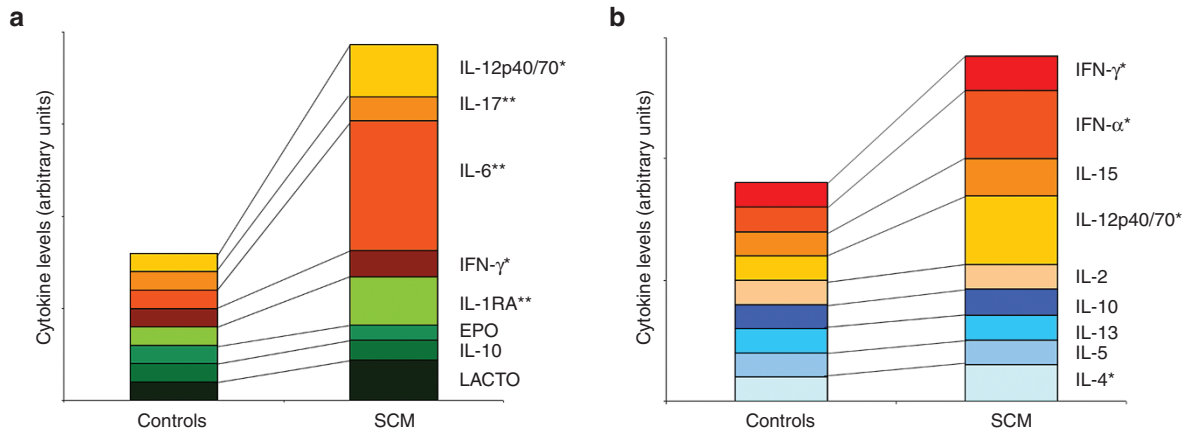 a
Cytokine levels (arbitrary units)
IL-12p40/70*
IL-17**
IL-6**
IFN-γ*
IL-1RA**
EPO
IL-10
LACTO
Controls
SCM
b
Cytokine levels (arbitrary units)
IFN-γ*
IFN-α*
IL-15
IL-12p40/70*
IL-2
IL-10
IL-13
IL-5
IL-4*
Controls
SCM